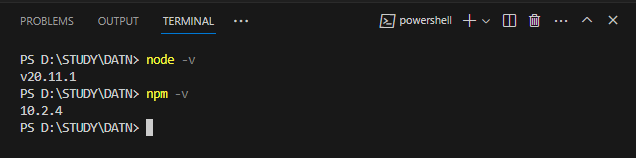 PROBLEMS OUTPUT TERMINAL ... powershell
PS D:\STUDY\DATN> node -v
v20.11.1
PS D:\STUDY\DATN> npm -v
10.2.4
PS D:\STUDY\DATN>